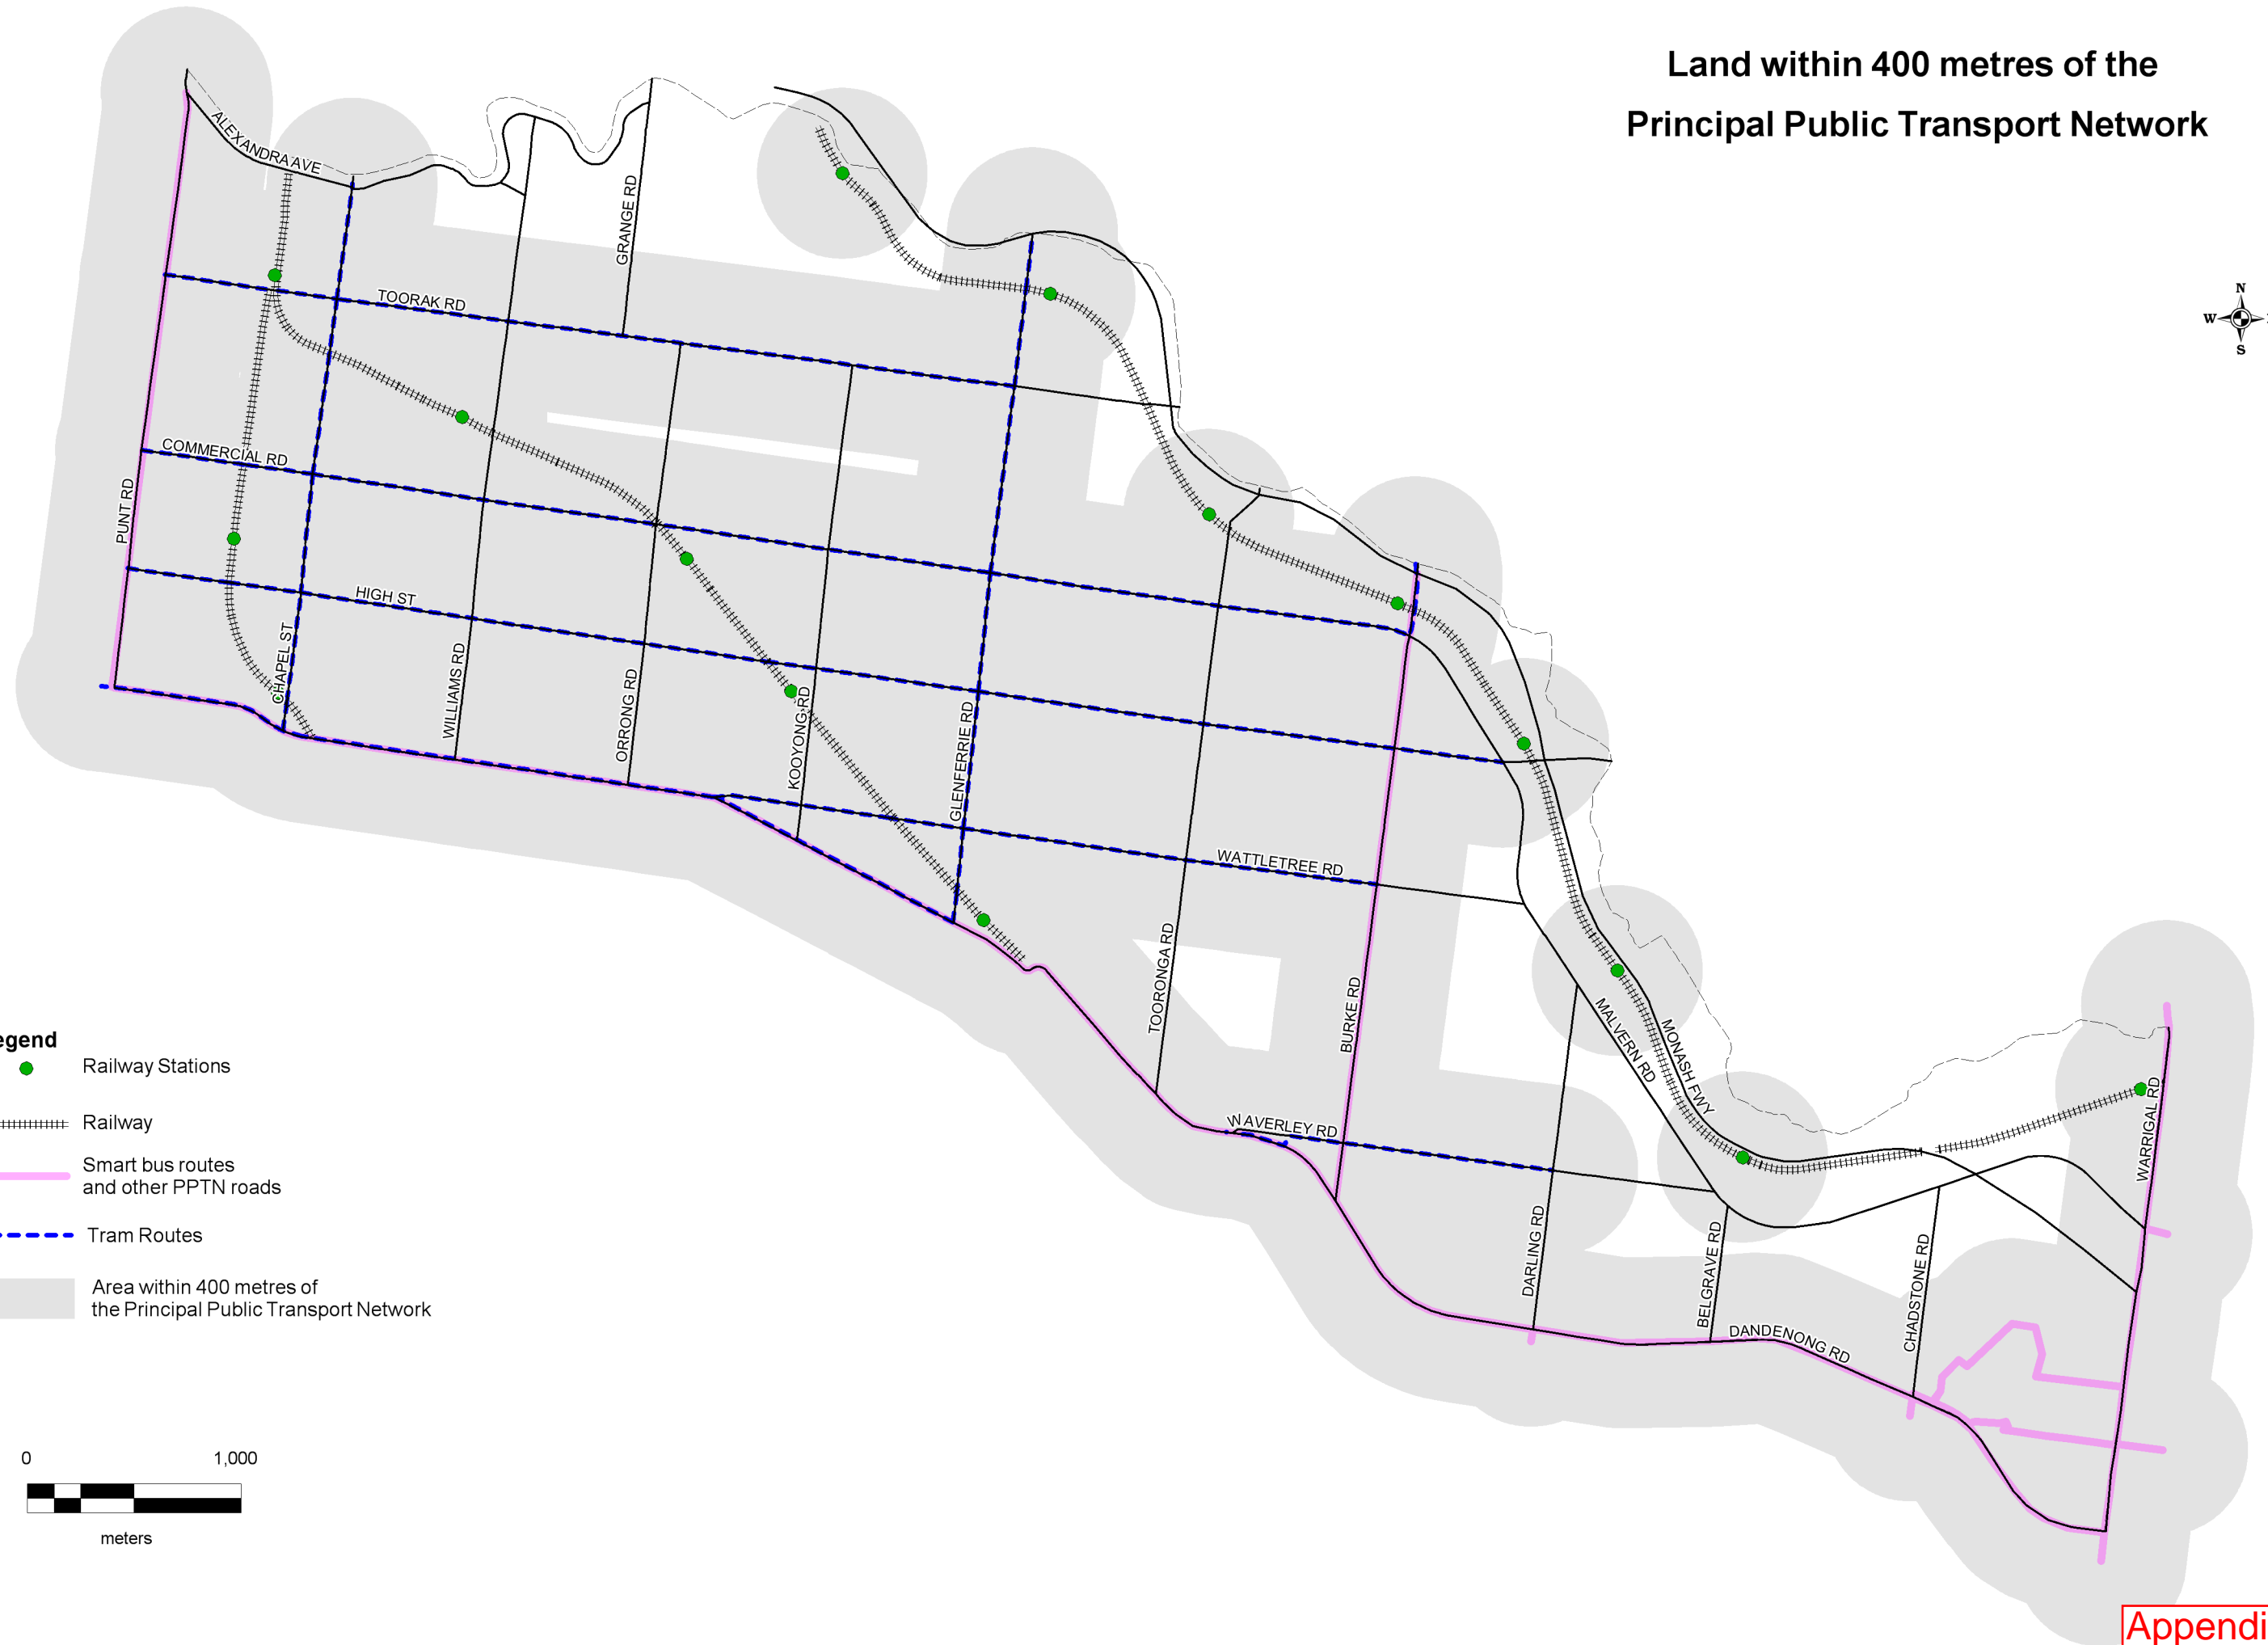 Land within 400 metres of the
Principal Public Transport Network
N
W
S
ALEXANDRA AVE
GRANGE RD
TOORAK RD
COMMERCIAL RD
PUNT RD
HIGH ST
CHAPEL ST
WILLIAMS RD
ORRONG RD
KOOYONG RD
GLENFERRIE RD
WATTLETREE RD
TOORONGA RD
BURKE RD
MALVERN RD
MONASH FWY
WAVERLEY RD
WARRIGAL RD
DARLING RD
BELGRAVE RD
CHADSTONE RD
DANDENONG RD
egend
Railway Stations
Railway
Smart bus routes
and other PPTN roads
Tram Routes
Area within 400 metres of
the Principal Public Transport Network
0 1,000
meters
Appendi